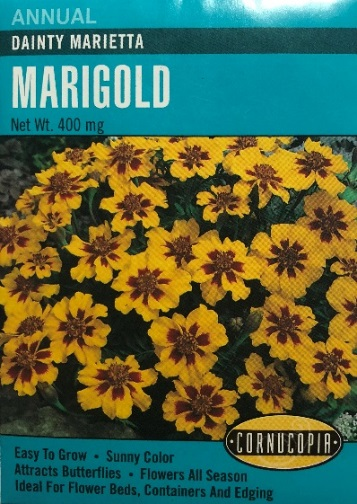 ANNUAL
DAINTY MARIETTA
MARIGOLD
Net Wt. 400 mg
CORNUCOPIA
CORNUCOPIA
Easy To Grow • Sunny Color
Attracts Butterflies • Flowers All Season
Ideal For Flower Beds, Containers And Edging